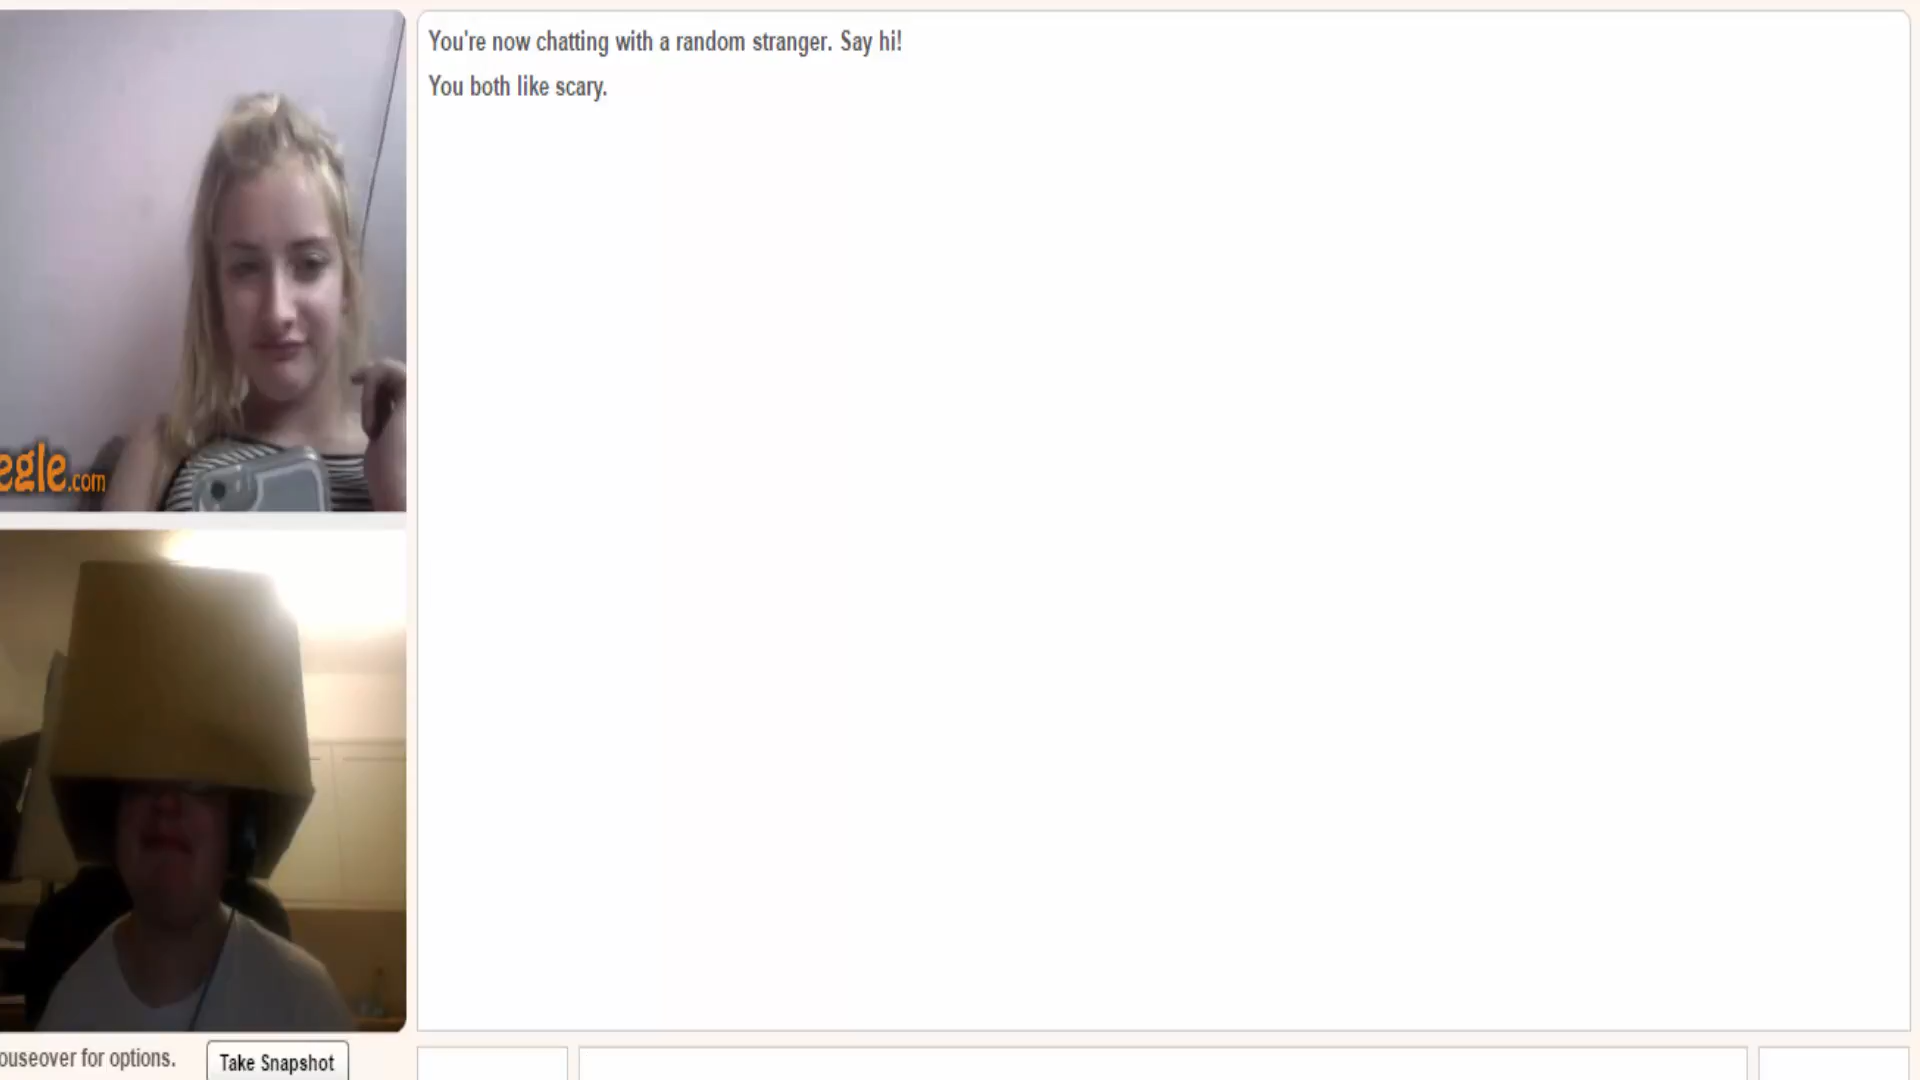 You're now chatting with a random stranger. Say hi!
You both like scary.
egle.com
ouseover for options.
Take Snapshot